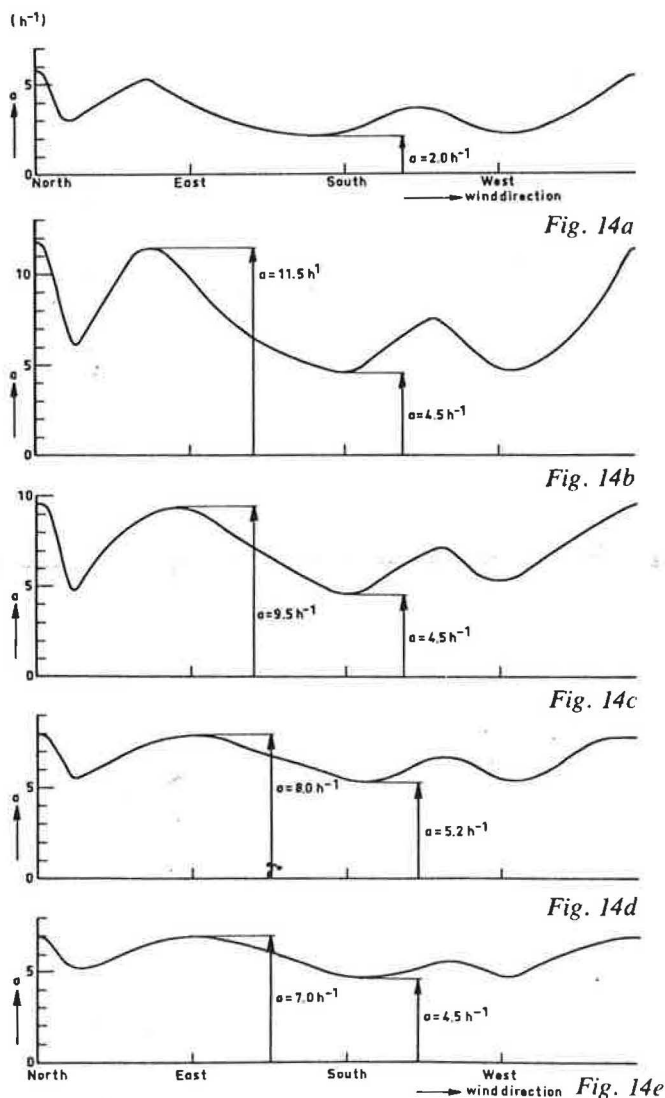 (h⁻¹)
a
5
0
North East South West
a=2.0 h⁻¹
winddirection
Fig. 14a
10
5
a
0
a=11.5 h¹
a=4.5 h⁻¹
Fig. 14b
10
5
a
0
a=9.5 h⁻¹
a=4.5 h⁻¹
Fig. 14c
5
a
0
a=8.0 h⁻¹
a=5.2 h⁻¹
Fig. 14d
5
a
0
a=7.0 h⁻¹
a=4.5 h⁻¹
North East South West
wind direction Fig. 14e